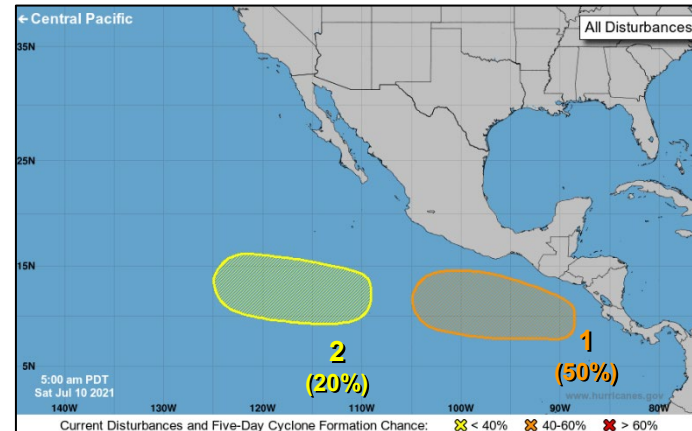 ← Central Pacific
All Disturbances
35N
25N
15N
5N
2
(20%)
1
(50%)
5:00 am PDT
Sat Jul 10 2021
www.hurricanes.gov
140W 130W 120W 110W 100W 90W 80W
Current Disturbances and Five-Day Cyclone Formation Chance: < 40% 40-60% > 60%